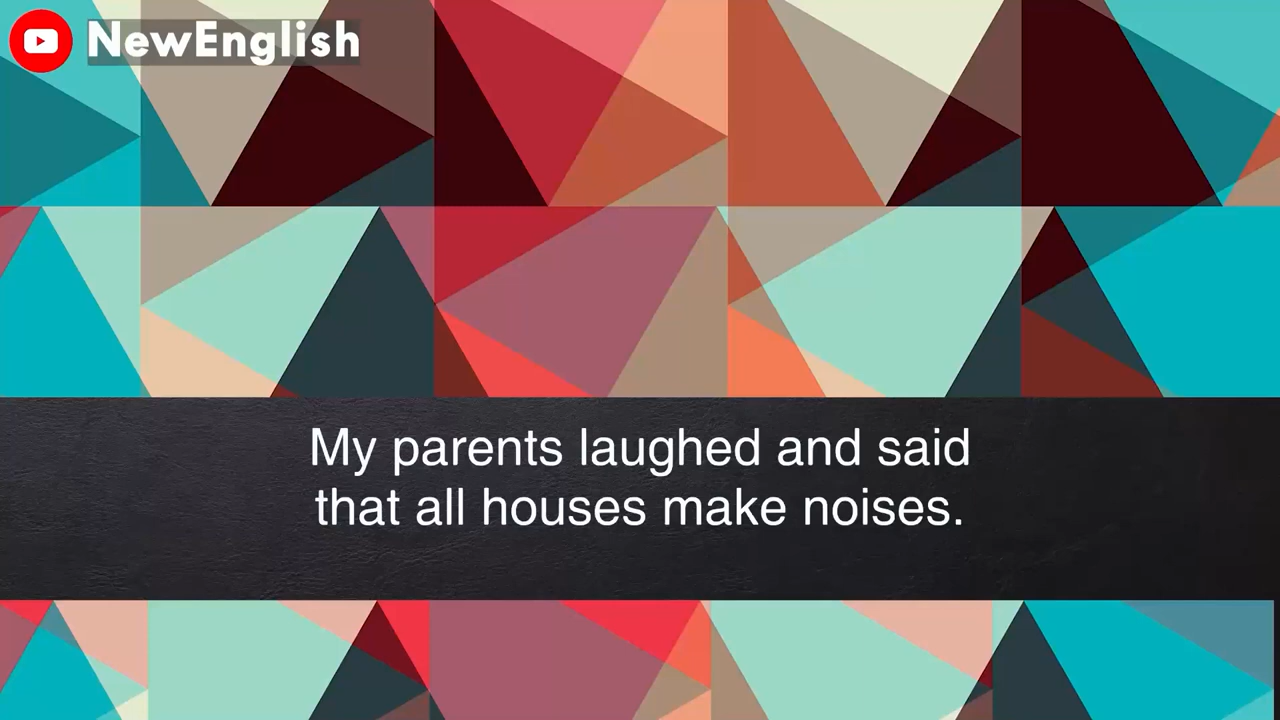 NewEnglish
My parents laughed and said
that all houses make noises.